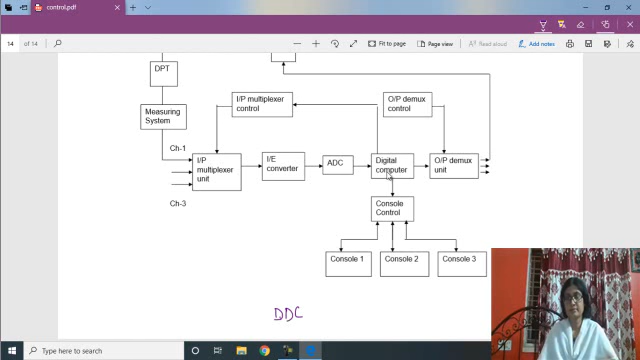 control.pdf
14 of 14
Fit to page
Page view
Read aloud
Add notes
DPT
Measuring
System
I/P multiplexer
control
O/P demux
control
Ch-1
I/P
multiplexer
unit
I/E
converter
ADC
Digital
computer
O/P demux
unit
Ch-3
Console
Control
Console 1
Console 2
Console 3
DDC
Type here to search